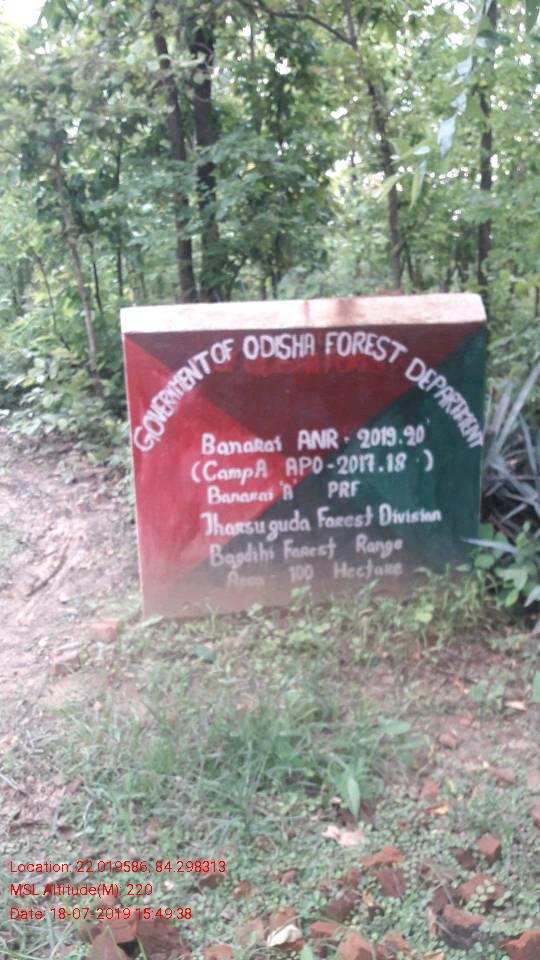 GOVERNMENT OF ODISHA FOREST DEPARTMENT
Banarai ANR - 2019.20
(CampA APO-2017.18 )
Banarai 'A' PRF
Jharsuguda Forest Division
Bagdihi Forest Range
Area - 100 Hectare
Location: 22.019586, 84.298313
MSL Altitude(M): 220
Date: 18-07-2019 15:49:38